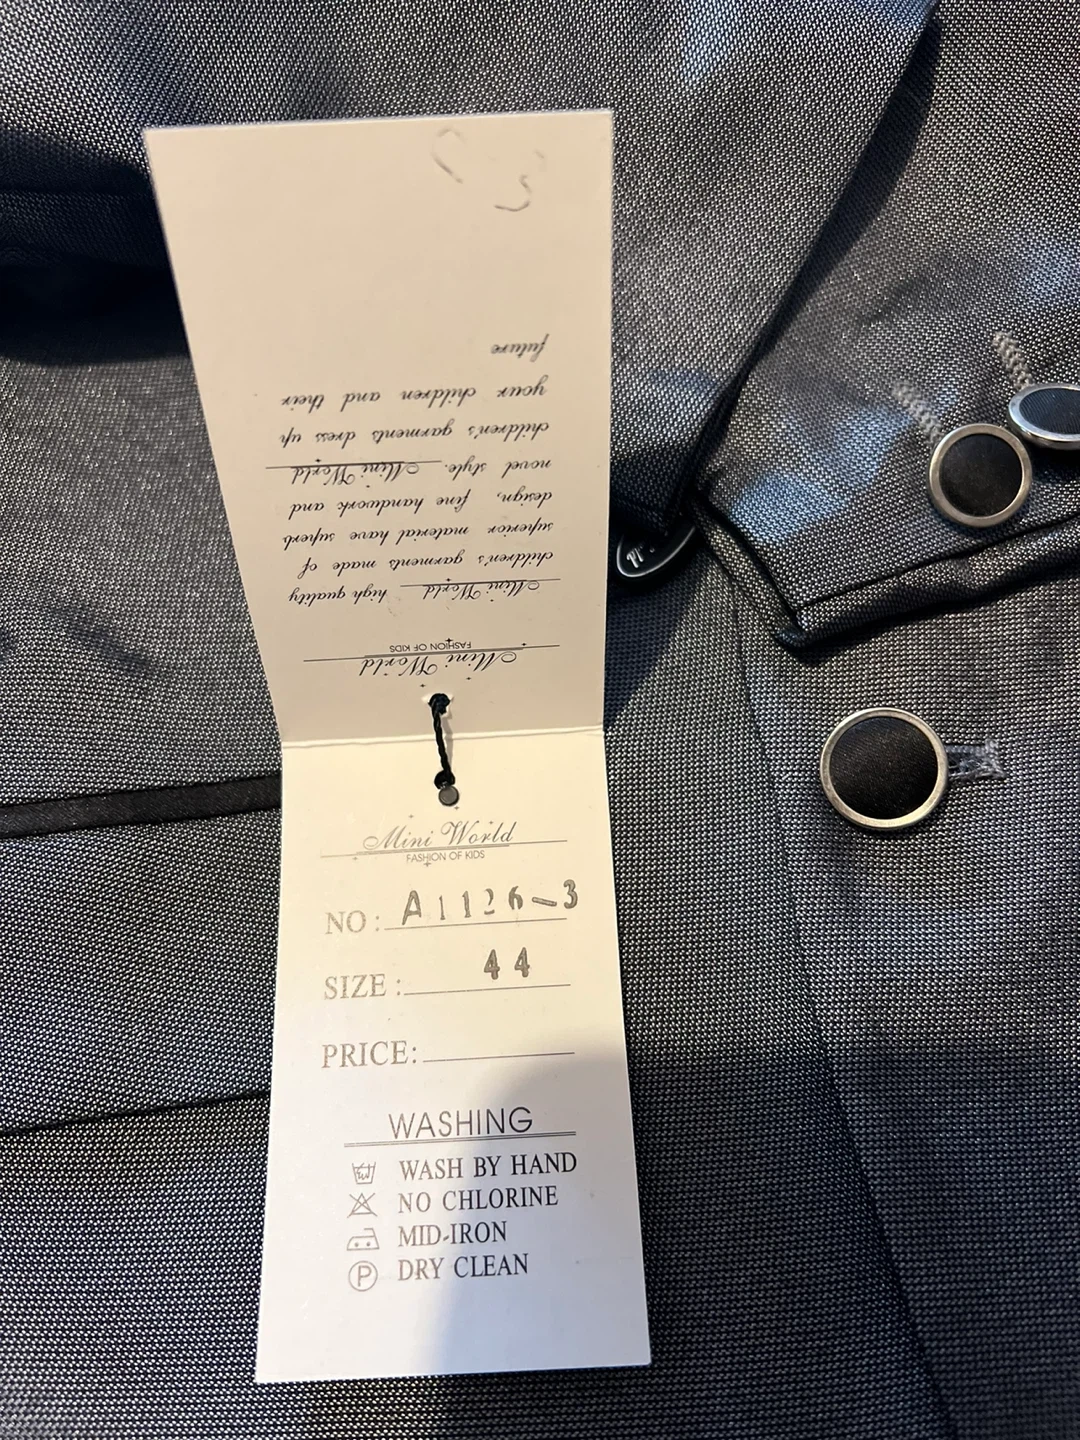 Mini World
FASHION OF KIDS
Mini World high quality
children's garments made of
superior material have superb
design, fine handwork and
novel style. Mini World
children's garments dress up
your children and their
future
Mini World
FASHION OF KIDS
NO: A1126-3
SIZE: 44
PRICE:
WASHING
WASH BY HAND
NO CHLORINE
MID-IRON
P DRY CLEAN